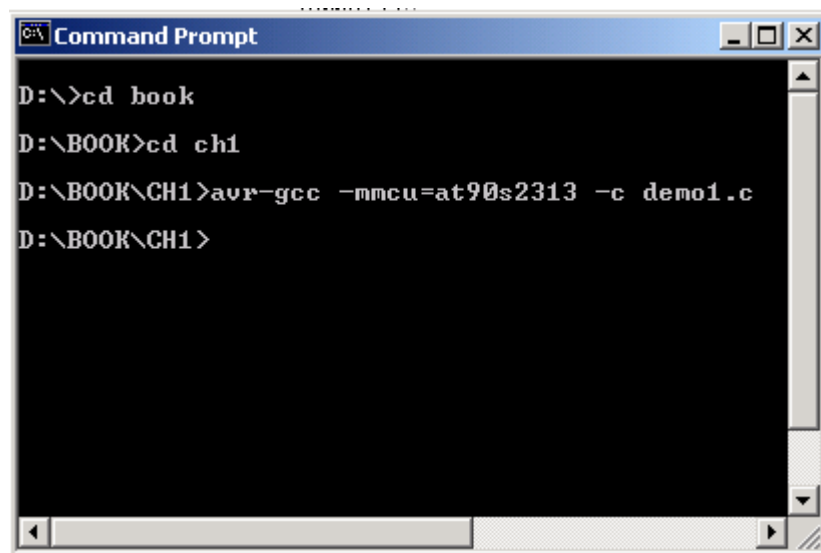 Command Prompt
D:\>cd book
D:\BOOK>cd ch1
D:\BOOK\CH1>avr-gcc -mmcu=at90s2313 -c demo1.c
D:\BOOK\CH1>